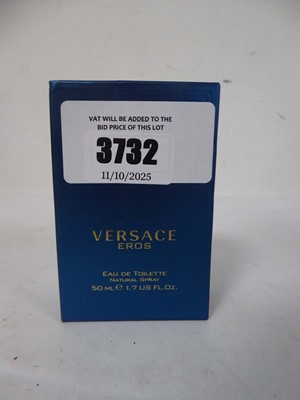 VAT WILL BE ADDED TO THE
BID PRICE OF THIS LOT
3732
11/10/2025
VERSACE
EROS
EAU DE TOILETTE
NATURAL SPRAY
50 ML ℮ 1.7 US FL.OZ.